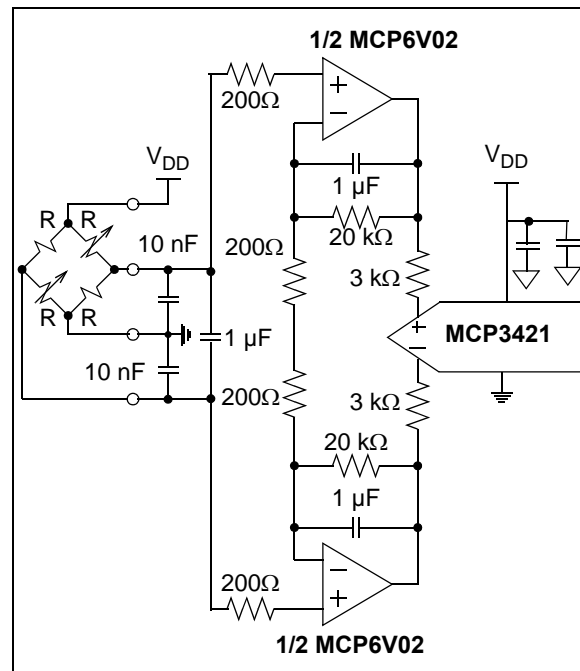 1/2 MCP6V02
+
−
200Ω
1 µF
20 kΩ
V_DD
V_DD
R R
10 nF
200Ω
3 kΩ
+
−
MCP3421
R R
1 µF
10 nF
200Ω
3 kΩ
20 kΩ
1 µF
200Ω
−
+
1/2 MCP6V02